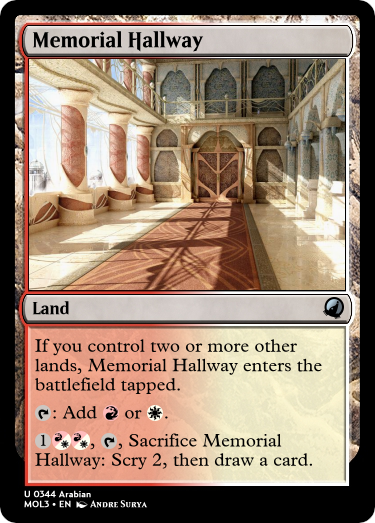 Memorial Hallway
Land
If you control two or more other
lands, Memorial Hallway enters the
battlefield tapped.
: Add or .
1 , , Sacrifice Memorial
Hallway: Scry 2, then draw a card.
U 0344 Arabian
MOL3 • EN Andre Surya